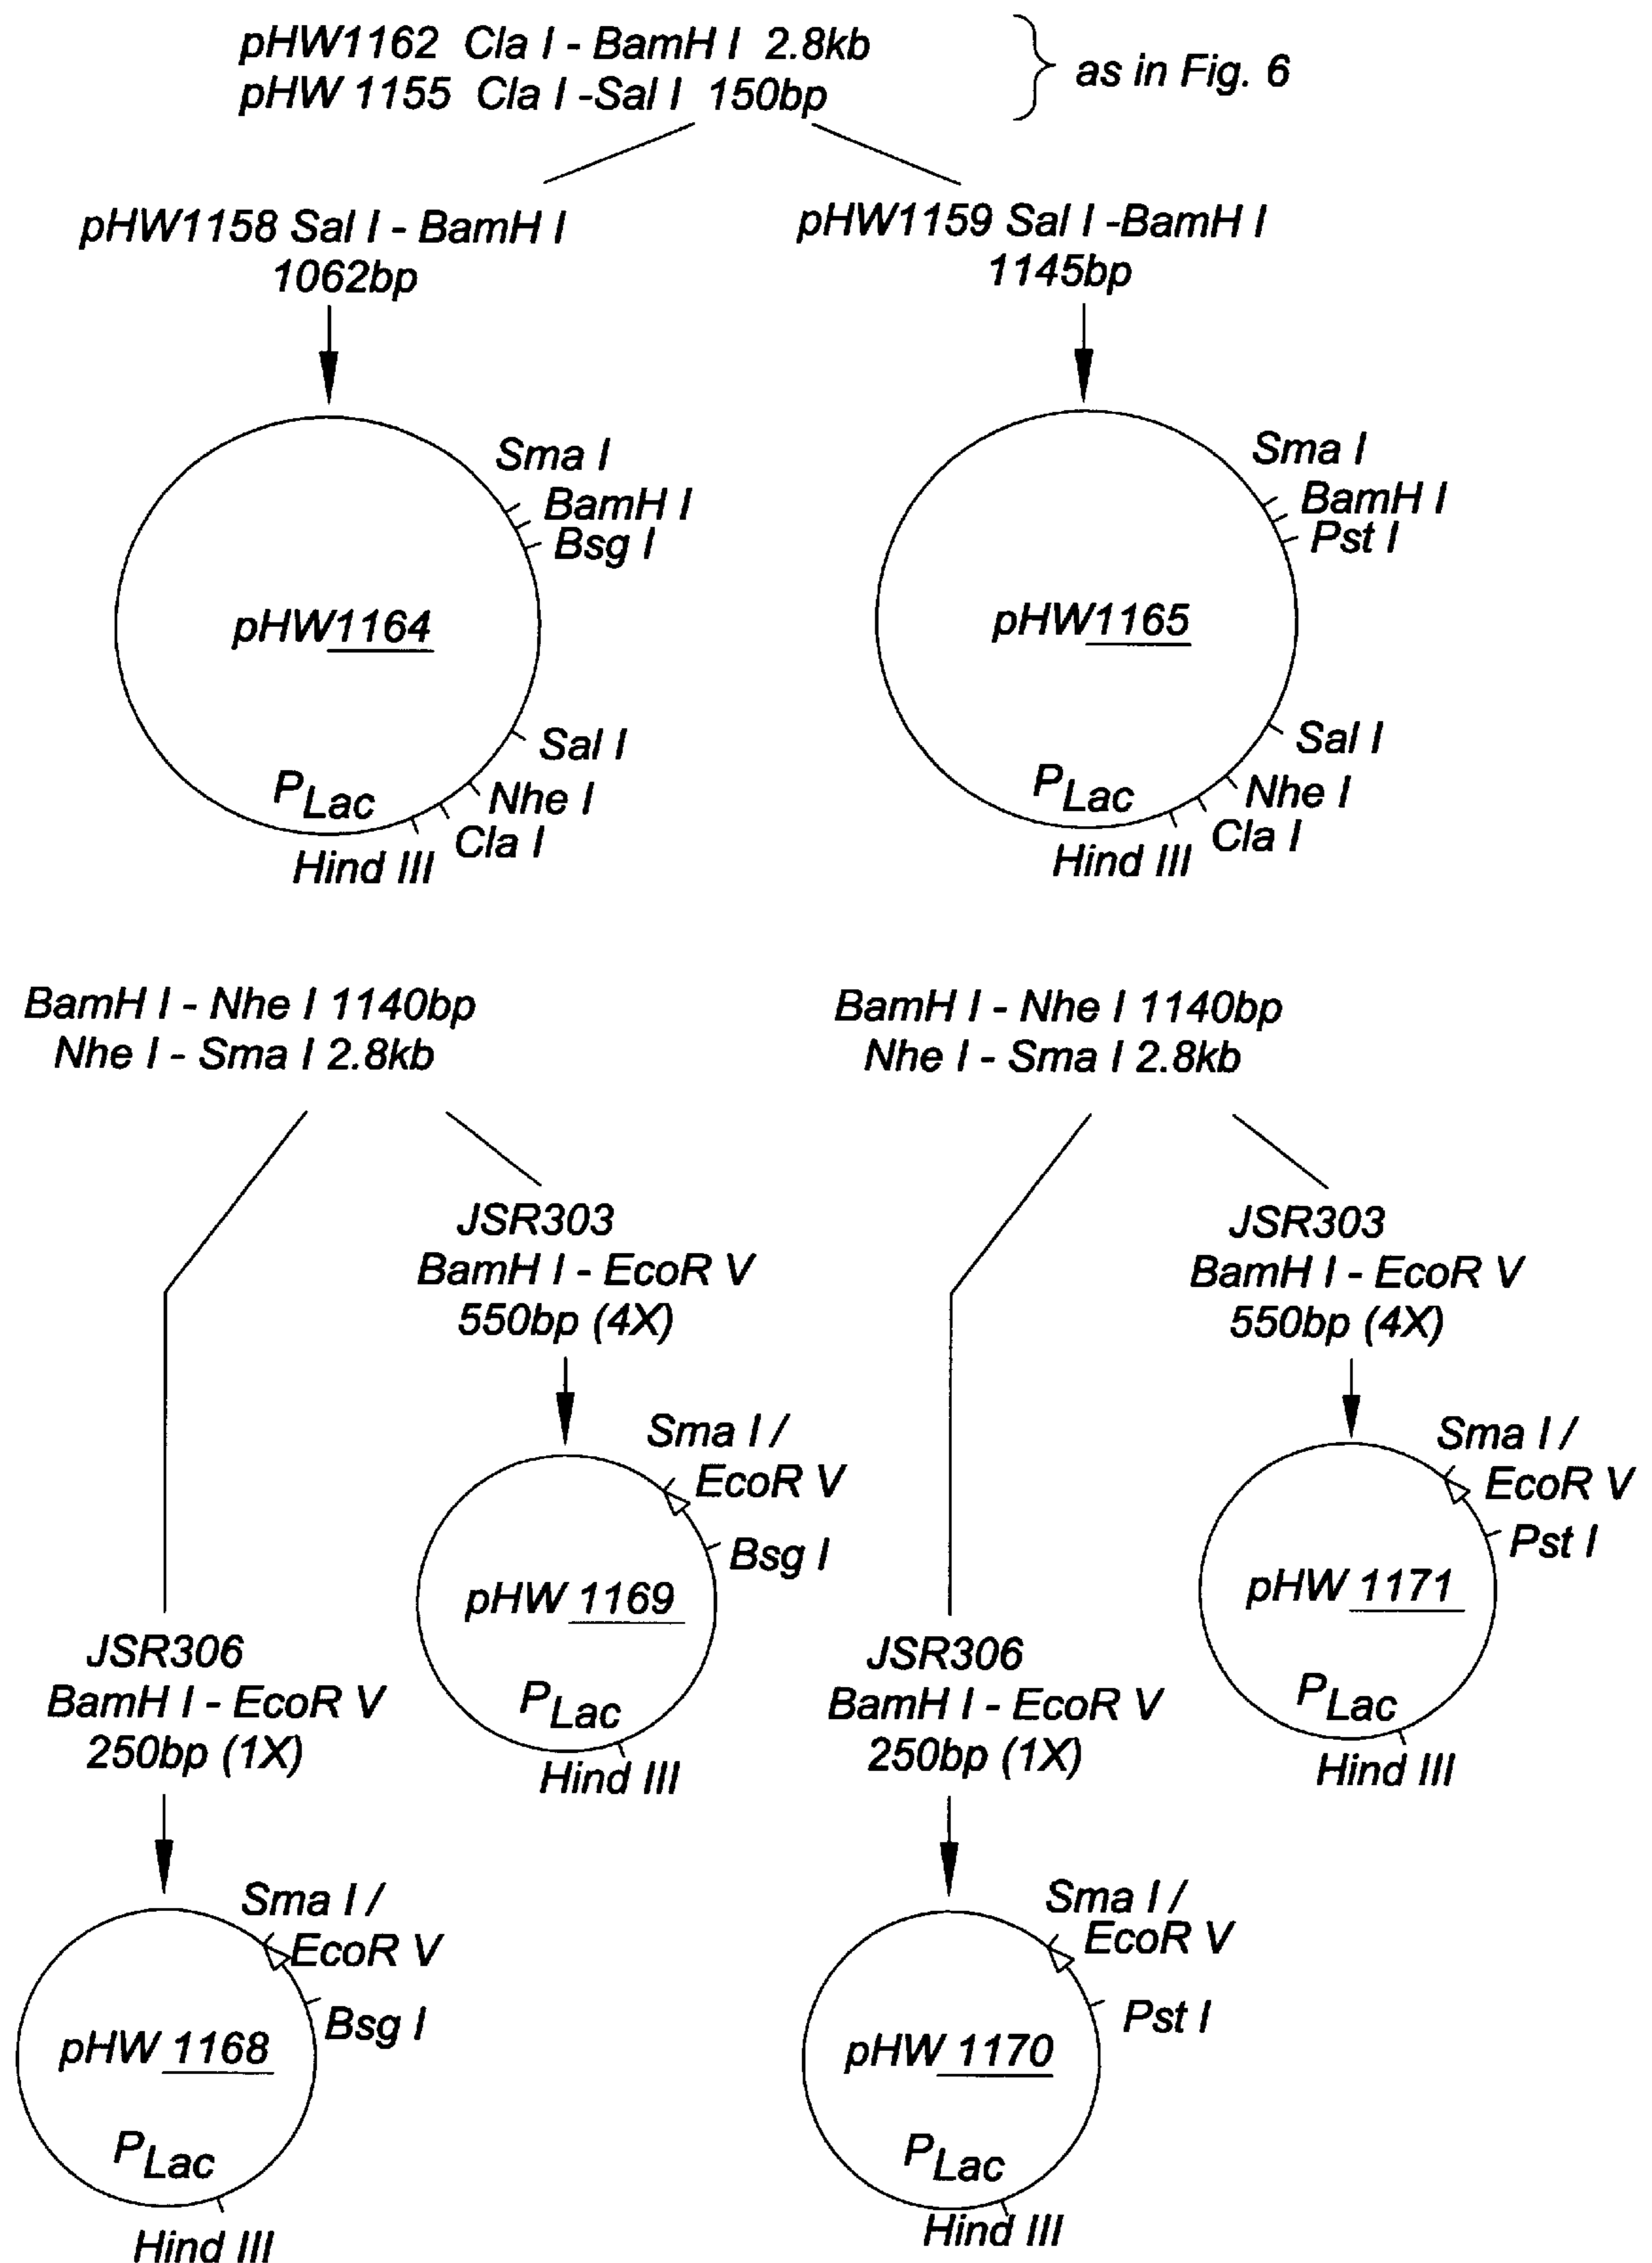 pHW1162 Cla I - BamH I 2.8kb
pHW 1155 Cla I -Sal I 150bp
as in Fig. 6
pHW1158 Sal I - BamH I
1062bp
pHW1159 Sal I -BamH I
1145bp
Sma I
BamH I
Bsg I
pHW1164
Sal I
Nhe I
Cla I
Hind III
PLac
Sma I
BamH I
Pst I
pHW1165
Sal I
Nhe I
Cla I
Hind III
PLac
BamH I - Nhe I 1140bp
Nhe I - Sma I 2.8kb
BamH I - Nhe I 1140bp
Nhe I - Sma I 2.8kb
JSR303
BamH I - EcoR V
550bp (4X)
Sma I /
EcoR V
Bsg I
pHW 1169
PLac
Hind III
JSR303
BamH I - EcoR V
550bp (4X)
Sma I /
EcoR V
Pst I
pHW 1171
PLac
Hind III
JSR306
BamH I - EcoR V
250bp (1X)
Sma I /
EcoR V
Bsg I
pHW 1168
PLac
Hind III
JSR306
BamH I - EcoR V
250bp (1X)
Sma I /
EcoR V
Pst I
pHW 1170
PLac
Hind III